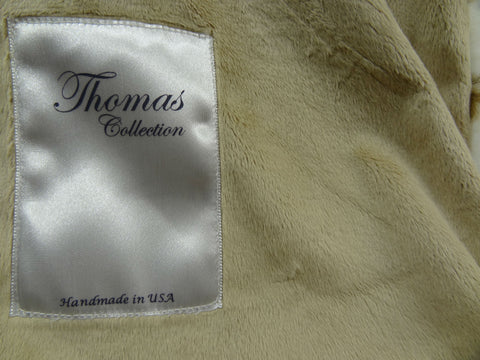 Thomas
Collection
Handmade in USA